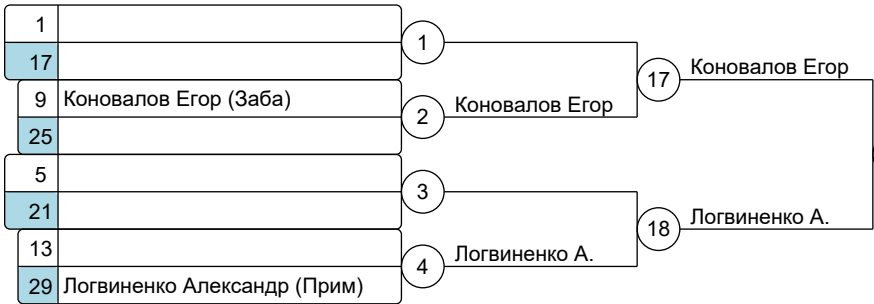 1
17
1
9 Коновалов Егор (Заба)
25
2
Коновалов Егор
17
Коновалов Егор
5
21
3
13
29 Логвиненко Александр (Прим)
4
Логвиненко А.
18
Логвиненко А.